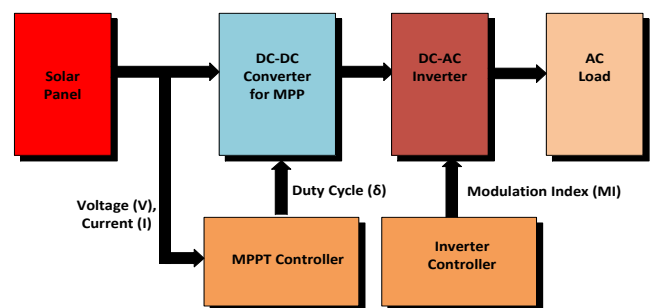 Solar
Panel
DC-DC
Converter
for MPP
DC-AC
Inverter
AC
Load
Voltage (V),
Current (I)
Duty Cycle (δ)
Modulation Index (MI)
MPPT Controller
Inverter
Controller